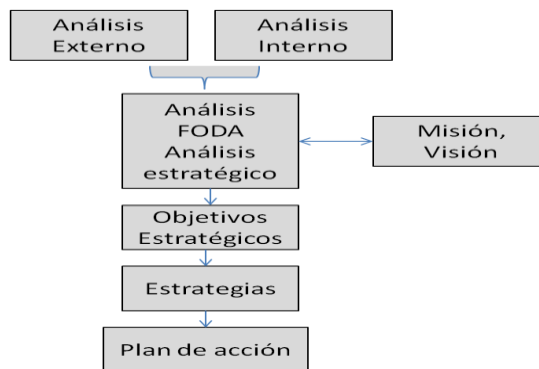 Análisis
Externo
Análisis
Interno
Análisis
FODA
Análisis
estratégico
Misión,
Visión
Objetivos
Estratégicos
Estrategias
Plan de acción